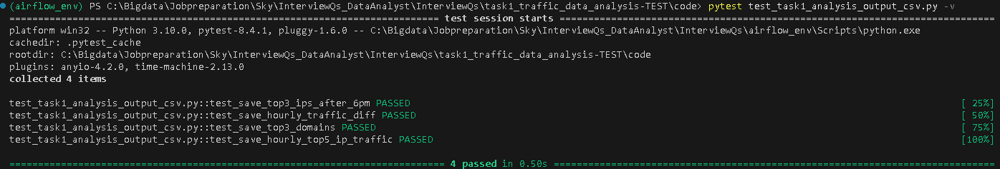 (airflow_env) PS C:\Bigdata\Jobpreparation\Sky\InterviewQs_DataAnalyst\InterviewQs\task1_traffic_data_analysis-TEST\code> pytest test_task1_analysis_output_csv.py -v
=========================================================================== test session starts ===========================================================================
platform win32 -- Python 3.10.0, pytest-8.4.1, pluggy-1.6.0 -- C:\Bigdata\Jobpreparation\Sky\InterviewQs_DataAnalyst\InterviewQs\airflow_env\Scripts\python.exe
cachedir: .pytest_cache
rootdir: C:\Bigdata\Jobpreparation\Sky\InterviewQs_DataAnalyst\InterviewQs\task1_traffic_data_analysis-TEST\code
plugins: anyio-4.2.0, time-machine-2.13.0
collected 4 items
test_task1_analysis_output_csv.py::test_save_top3_ips_after_6pm PASSED [ 25%]
test_task1_analysis_output_csv.py::test_save_hourly_traffic_diff PASSED [ 50%]
test_task1_analysis_output_csv.py::test_save_top3_domains PASSED [ 75%]
test_task1_analysis_output_csv.py::test_save_hourly_top5_ip_traffic PASSED [100%]
============================================================================ 4 passed in 0.50s ============================================================================